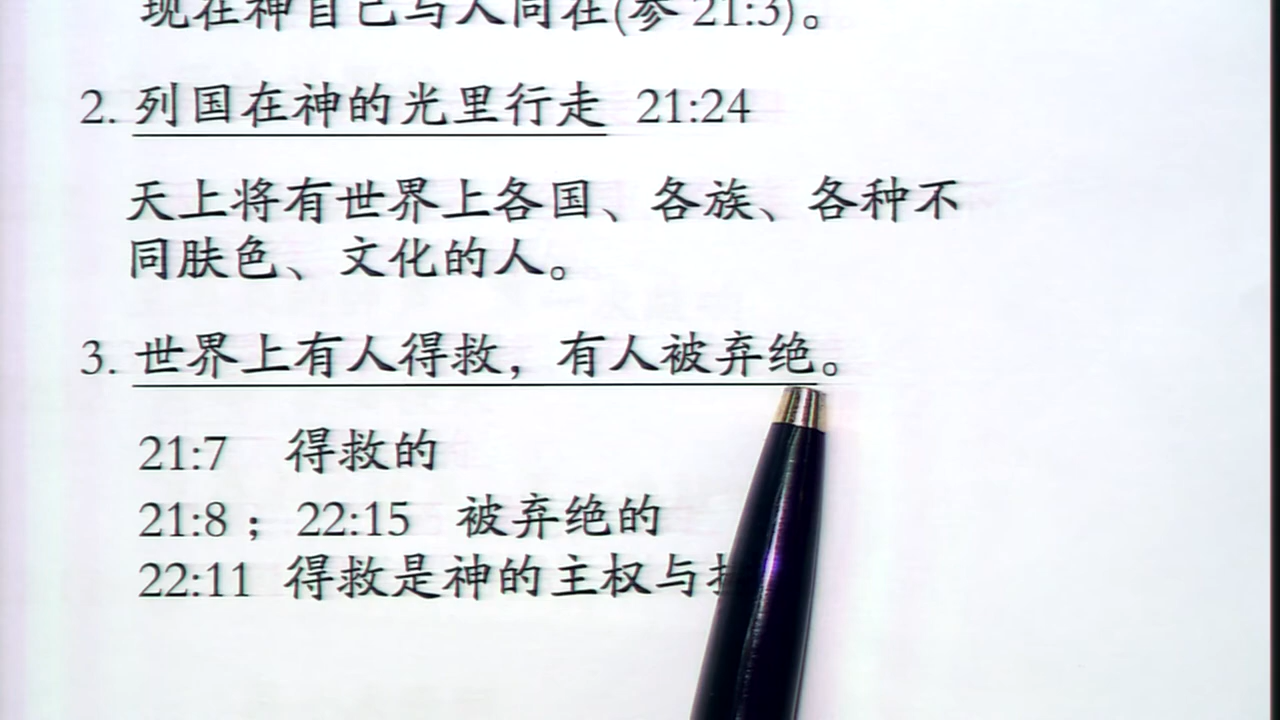 现在神自己与人同在(参 21:3)。
2. 列国在神的光里行走 21:24
天上将有世界上各国、各族、各种不
同肤色、文化的人。
3. 世界上有人得救，有人被弃绝。
21:7 得救的
21:8；22:15 被弃绝的
22:11 得救是神的主权与